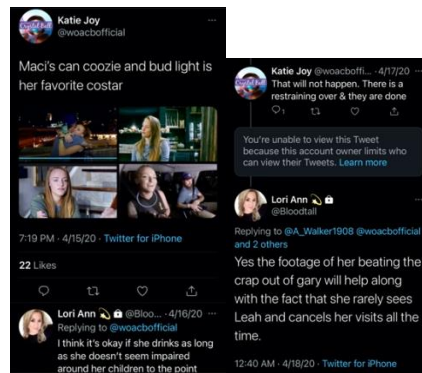 Katie Joy
@woacbofficial
Maci's can coozie and bud light is
her favorite costar
7:19 PM · 4/15/20 · Twitter for iPhone
22 Likes
Lori Ann @Bloo... · 4/16/20
Replying to @woacbofficial
I think it's okay if she drinks as long
as she doesn't seem impaired
around her children to the point
Katie Joy @woacboffi... · 4/17/20
That will not happen. There is a
restraining over & they are done
1
You're unable to view this Tweet
because this account owner limits who
can view their Tweets. Learn more
Lori Ann
@Bloodtall
Replying to @A_Walker1908 @woacbofficial
and 2 others
Yes the footage of her beating the
crap out of gary will help along
with the fact that she rarely sees
Leah and cancels her visits all the
time.
12:40 AM · 4/18/20 · Twitter for iPhone